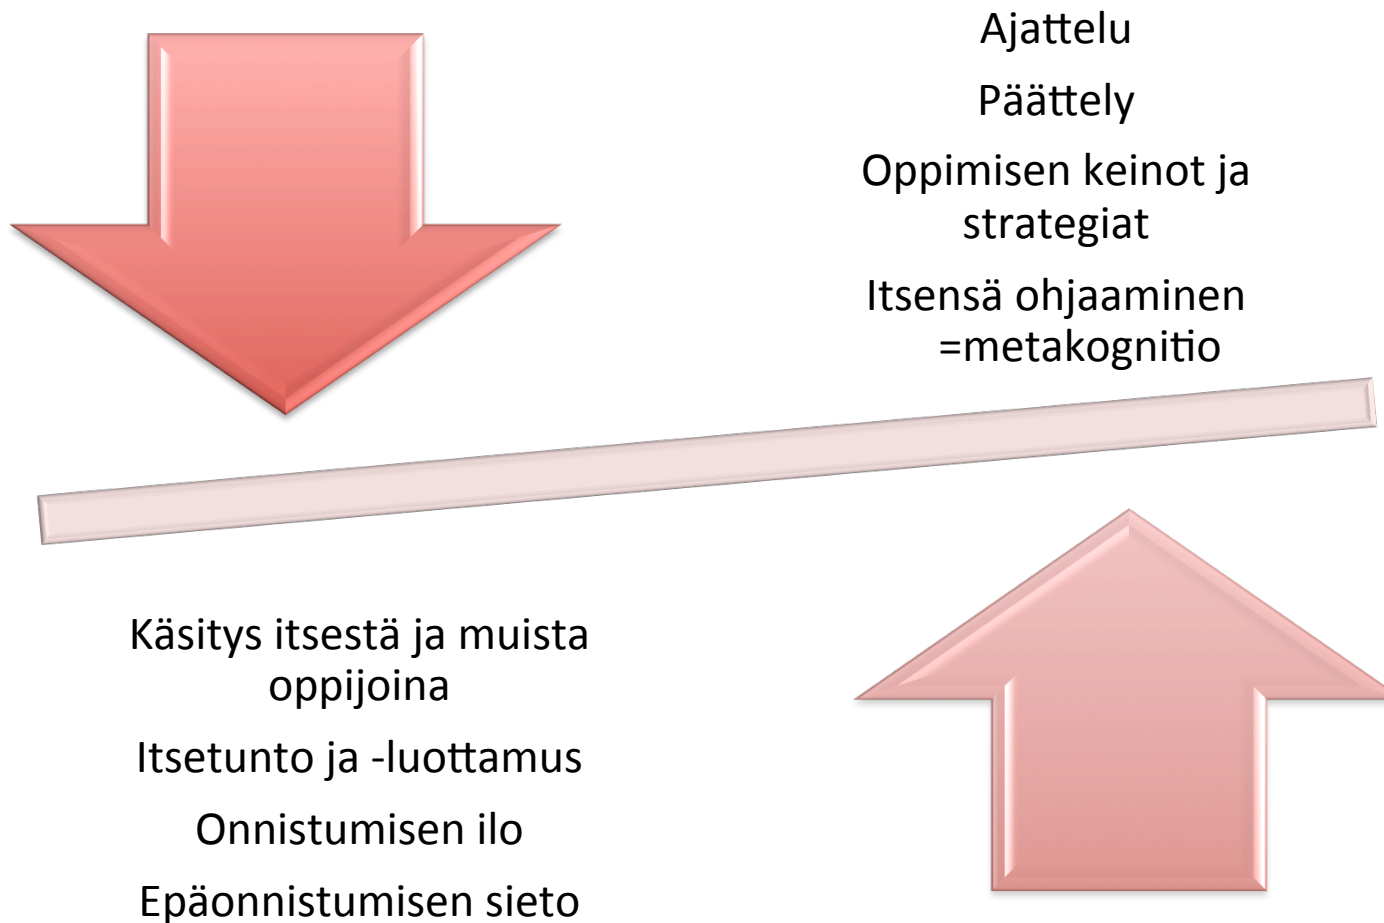 Ajattelu
Päättely
Oppimisen keinot ja
strategiat
Itsensä ohjaaminen
=metakognitio
Käsitys itsestä ja muista
oppijoina
Itsetunto ja -luottamus
Onnistumisen ilo
Epäonnistumisen sieto